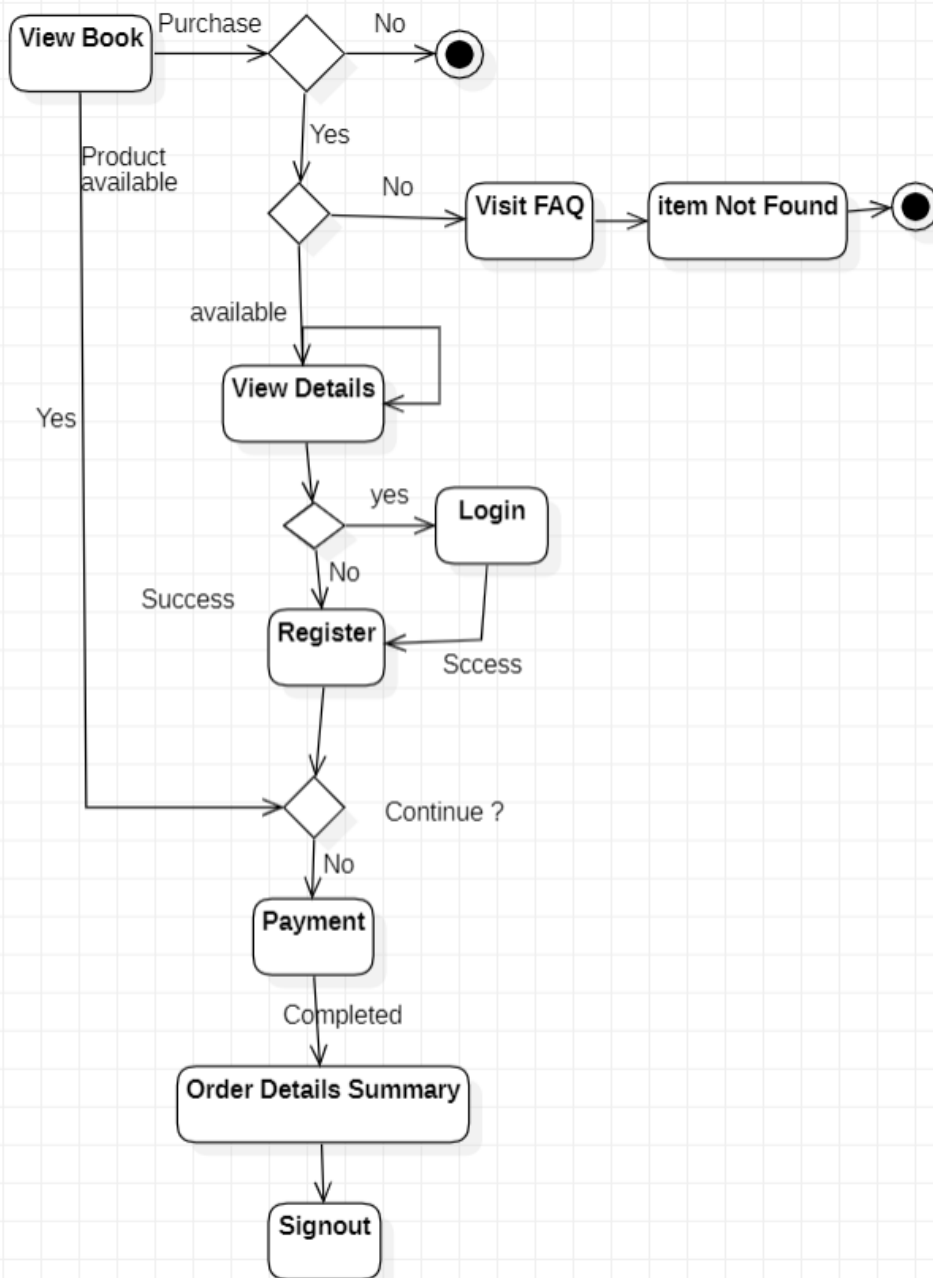 View Book
Purchase
No
Yes
Product
available
No
Visit FAQ
item Not Found
available
View Details
Yes
yes
Login
No
Success
Register
Sccess
Continue ?
No
Payment
Completed
Order Details Summary
Signout